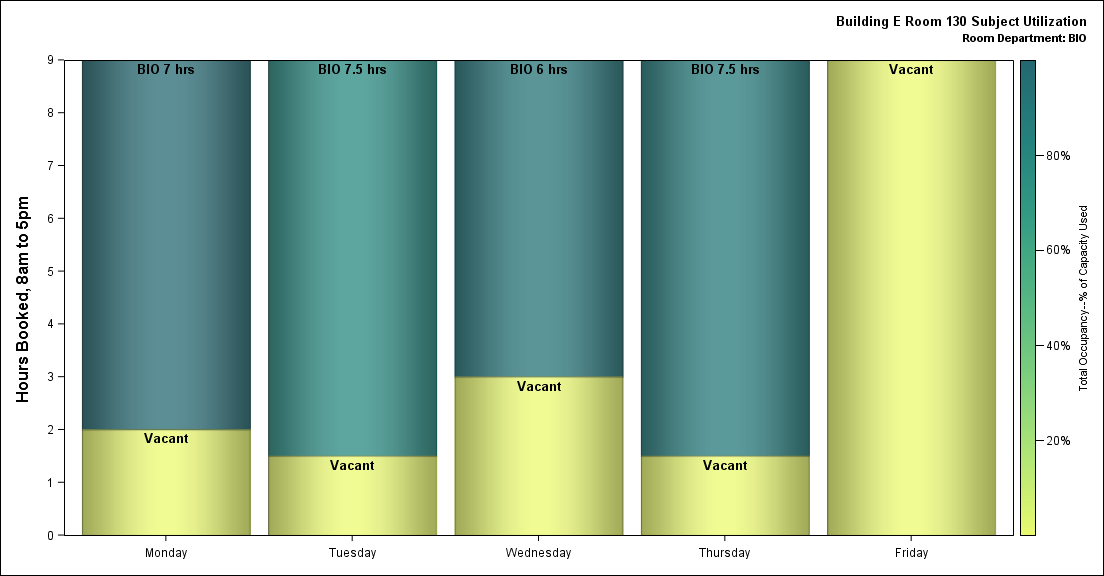 Building E Room 130 Subject Utilization
Room Department: BIO
Hours Booked, 8am to 5pm
9
8
7
6
5
4
3
2
1
0
BIO 7 hrs
BIO 7.5 hrs
BIO 6 hrs
BIO 7.5 hrs
Vacant
Vacant
Vacant
Vacant
Vacant
Monday
Tuesday
Wednesday
Thursday
Friday
80%
60%
40%
20%
Total Occupancy--% of Capacity Used